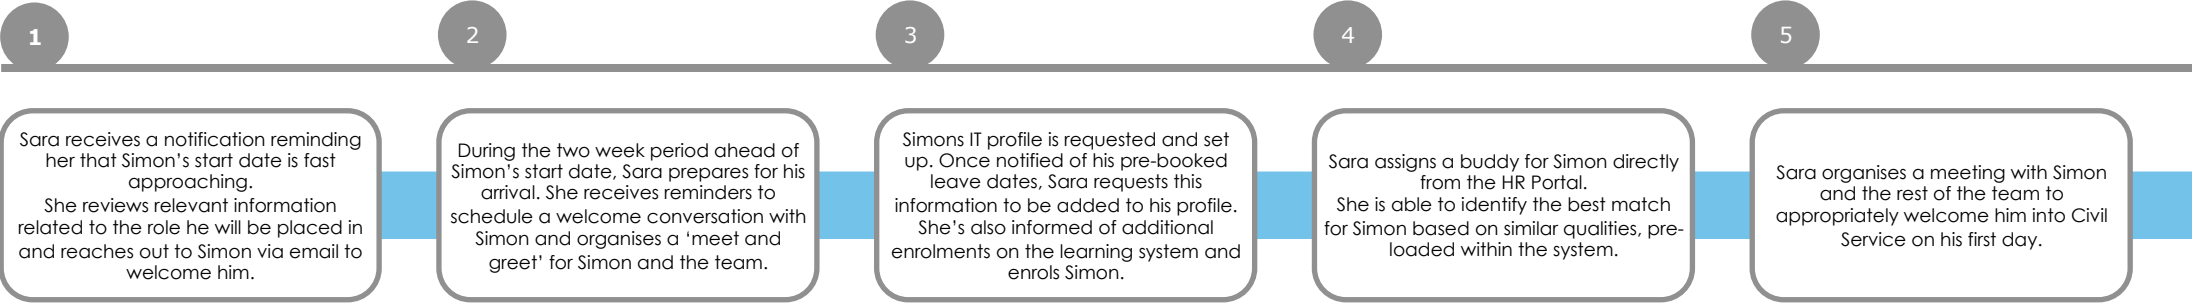 1
2
3
4
5
Sara receives a notification reminding
her that Simon’s start date is fast
approaching.
She reviews relevant information
related to the role he will be placed in
and reaches out to Simon via email to
welcome him.
During the two week period ahead of
Simon’s start date, Sara prepares for his
arrival. She receives reminders to
schedule a welcome conversation with
Simon and organises a ‘meet and
greet’ for Simon and the team.
Simons IT profile is requested and set
up. Once notified of his pre-booked
leave dates, Sara requests this
information to be added to his profile.
She’s also informed of additional
enrolments on the learning system and
enrols Simon.
Sara assigns a buddy for Simon directly
from the HR Portal.
She is able to identify the best match
for Simon based on similar qualities, pre-
loaded within the system.
Sara organises a meeting with Simon
and the rest of the team to
appropriately welcome him into Civil
Service on his first day.